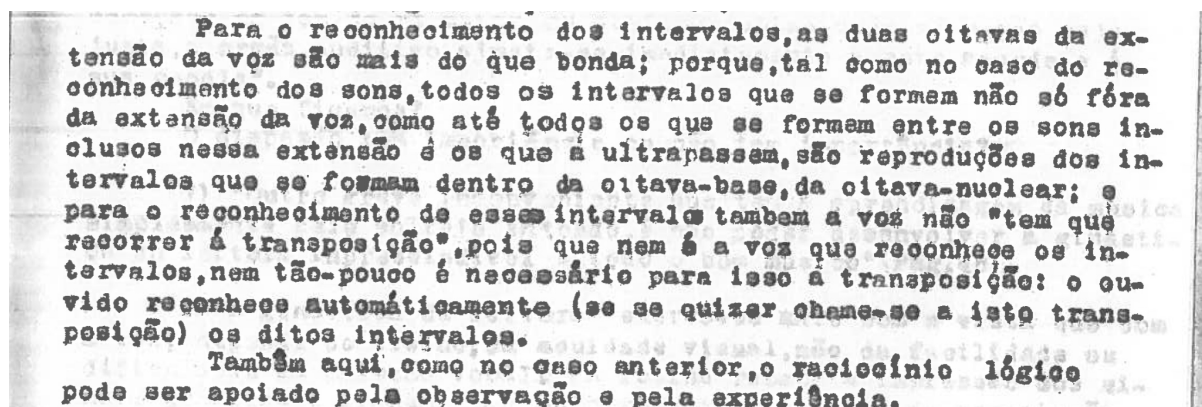 Para o reconhecimento dos intervalos,as duas oitavas da ex-
tensão da voz são mais do que bonda; porque,tal como no caso do re-
conhecimento dos sons,todos os intervalos que se formem não só fóra
da extensão da voz,como até todos os que se formem entre os sons in-
clusos nessa extensão e os que a ultrapassem,são reproduções dos in-
tervalos que se formam dentro da oitava-base,da oitava-nuclear: e
para o reconhecimento de esses intervalos tambem a voz não "tem que
recorrer á transposição",pois que nem é a voz que reconhece os in-
tervalos,nem tão-pouco é necessário para isso a transposição: o ou-
vido reconhece automáticamente (se se quizer chame-se a isto trans-
posição) os ditos intervalos.
Também aqui,como no caso anterior,o raciocinio lógico
pode ser apoiado pela observação e pela experiência.